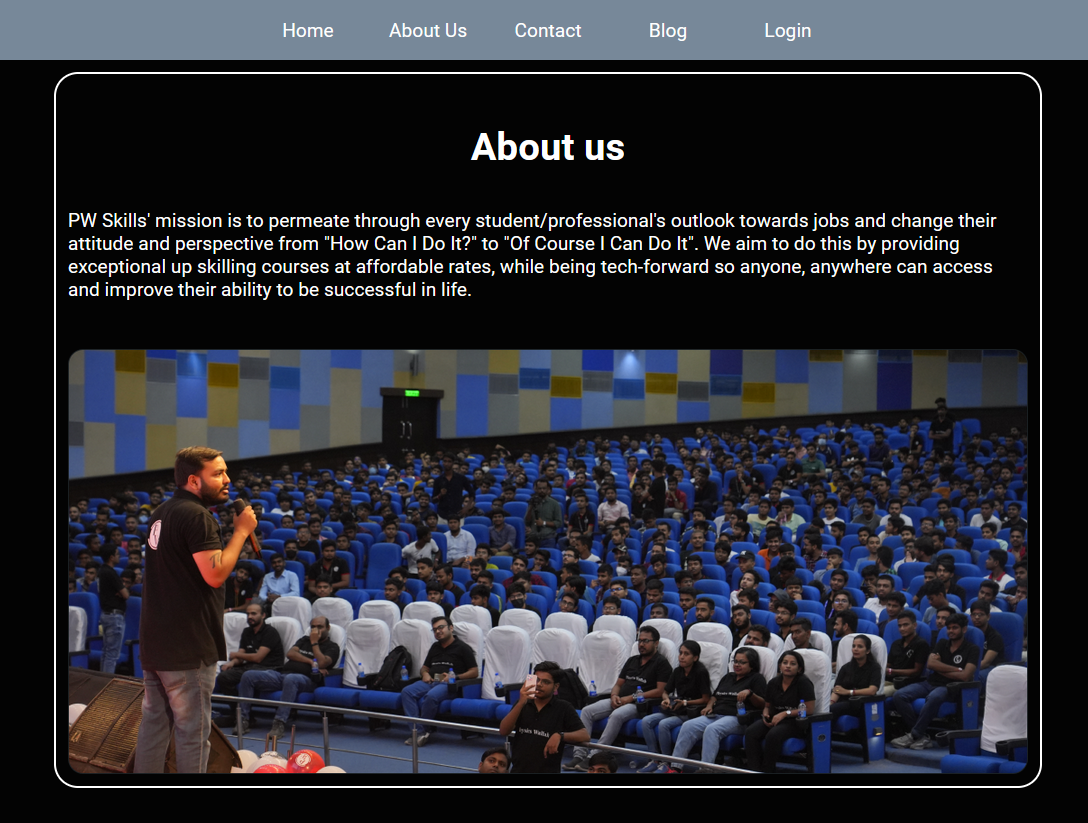 Home About Us Contact Blog Login
About us
PW Skills' mission is to permeate through every student/professional's outlook towards jobs and change their
attitude and perspective from "How Can I Do It?" to "Of Course I Can Do It". We aim to do this by providing
exceptional up skilling courses at affordable rates, while being tech-forward so anyone, anywhere can access
and improve their ability to be successful in life.